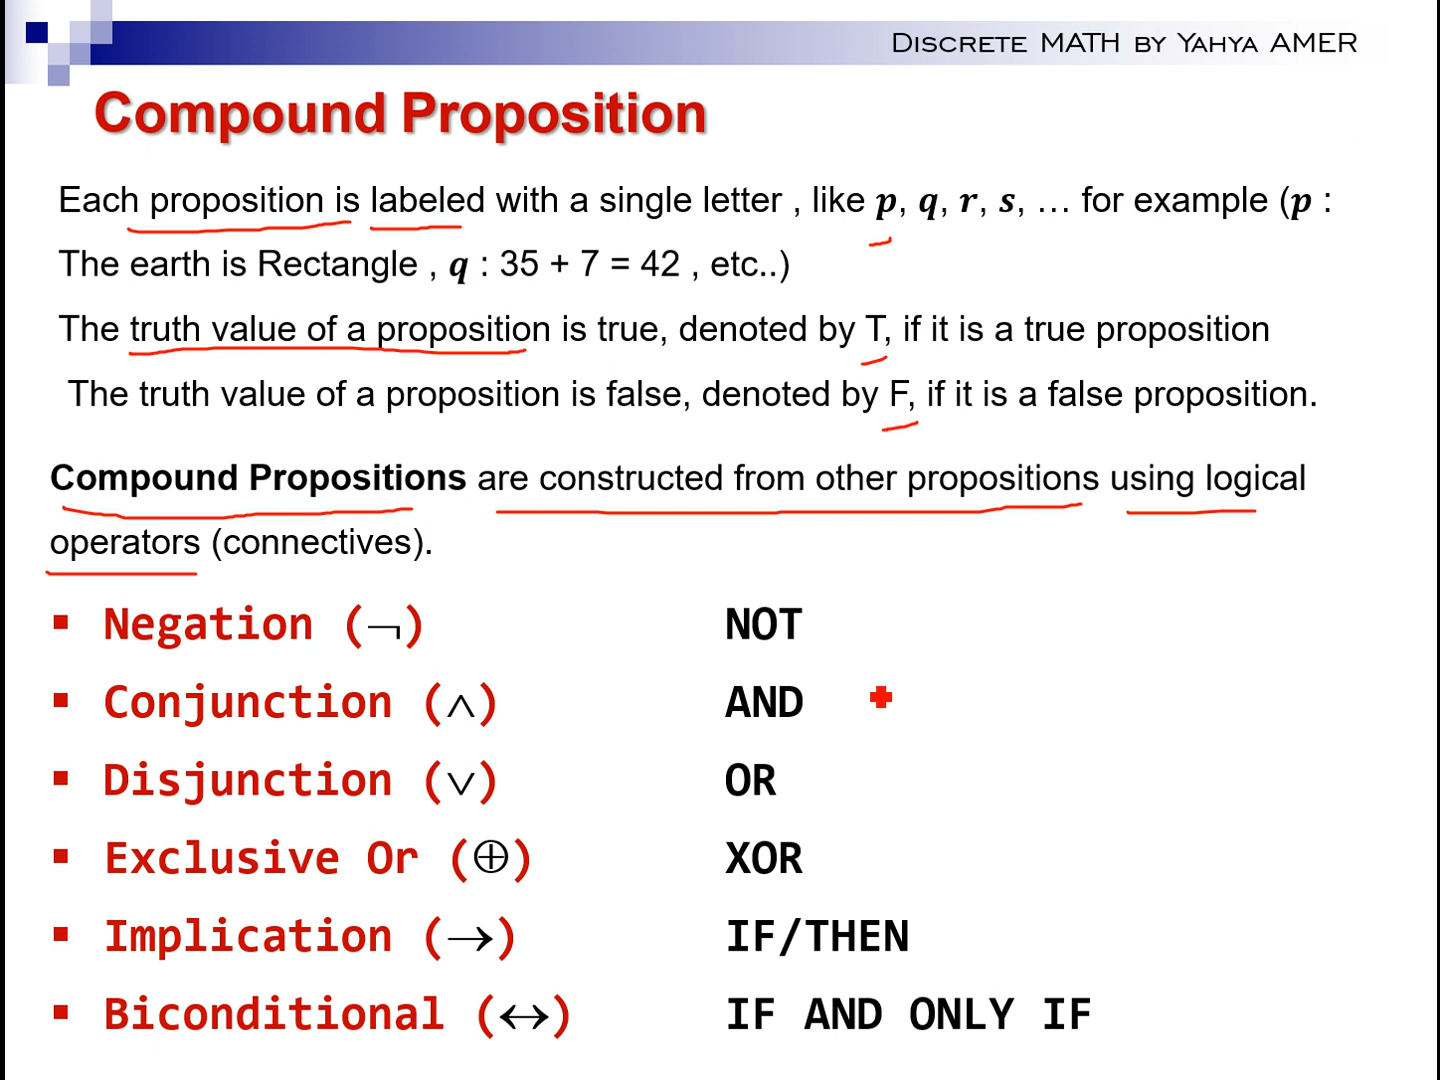 DISCRETE MATH BY YAHYA AMER
Compound Proposition
Each proposition is labeled with a single letter , like p, q, r, s, … for example (p :
The earth is Rectangle , q : 35 + 7 = 42 , etc..)
The truth value of a proposition is true, denoted by T, if it is a true proposition
The truth value of a proposition is false, denoted by F, if it is a false proposition.
Compound Propositions are constructed from other propositions using logical
operators (connectives).
▪ Negation (¬) NOT
▪ Conjunction (∧) AND
▪ Disjunction (∨) OR
▪ Exclusive Or (⊕) XOR
▪ Implication (→) IF/THEN
▪ Biconditional (↔) IF AND ONLY IF